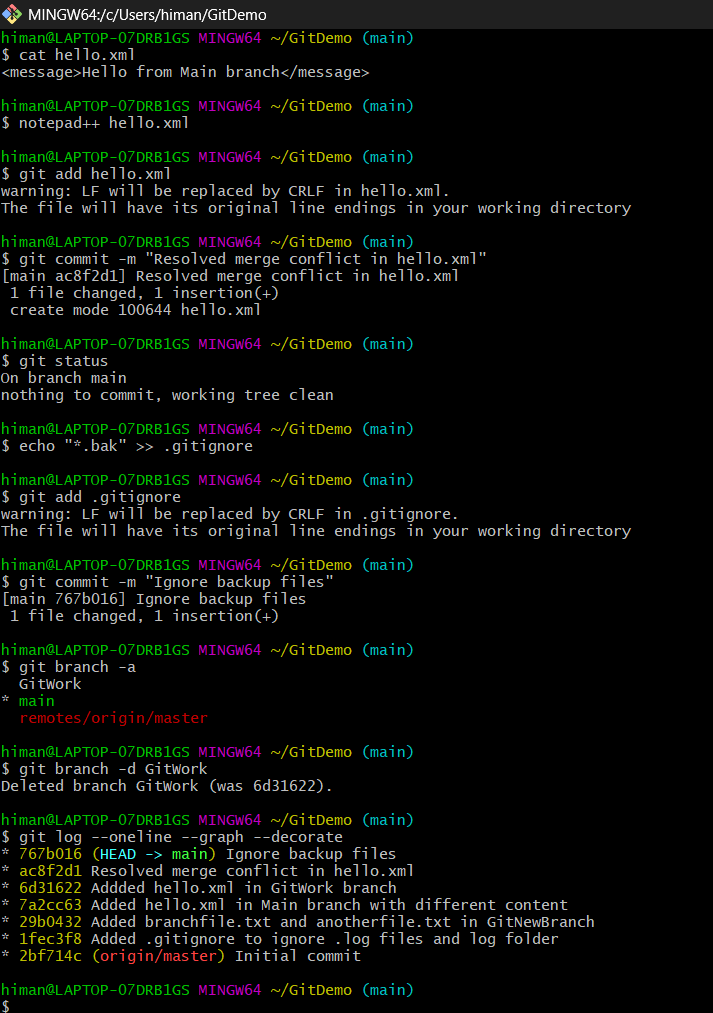 MINGW64:/c/Users/himan/GitDemo
himan@LAPTOP-07DRB1GS MINGW64 ~/GitDemo (main)
$ cat hello.xml
<message>Hello from Main branch</message>
himan@LAPTOP-07DRB1GS MINGW64 ~/GitDemo (main)
$ notepad++ hello.xml
himan@LAPTOP-07DRB1GS MINGW64 ~/GitDemo (main)
$ git add hello.xml
warning: LF will be replaced by CRLF in hello.xml.
The file will have its original line endings in your working directory
himan@LAPTOP-07DRB1GS MINGW64 ~/GitDemo (main)
$ git commit -m "Resolved merge conflict in hello.xml"
[main ac8f2d1] Resolved merge conflict in hello.xml
 1 file changed, 1 insertion(+)
 create mode 100644 hello.xml
himan@LAPTOP-07DRB1GS MINGW64 ~/GitDemo (main)
$ git status
On branch main
nothing to commit, working tree clean
himan@LAPTOP-07DRB1GS MINGW64 ~/GitDemo (main)
$ echo "*.bak" >> .gitignore
himan@LAPTOP-07DRB1GS MINGW64 ~/GitDemo (main)
$ git add .gitignore
warning: LF will be replaced by CRLF in .gitignore.
The file will have its original line endings in your working directory
himan@LAPTOP-07DRB1GS MINGW64 ~/GitDemo (main)
$ git commit -m "Ignore backup files"
[main 767b016] Ignore backup files
 1 file changed, 1 insertion(+)
himan@LAPTOP-07DRB1GS MINGW64 ~/GitDemo (main)
$ git branch -a
  GitWork
* main
  remotes/origin/master
himan@LAPTOP-07DRB1GS MINGW64 ~/GitDemo (main)
$ git branch -d GitWork
Deleted branch GitWork (was 6d31622).
himan@LAPTOP-07DRB1GS MINGW64 ~/GitDemo (main)
$ git log --oneline --graph --decorate
* 767b016 (HEAD -> main) Ignore backup files
* ac8f2d1 Resolved merge conflict in hello.xml
* 6d31622 Addded hello.xml in GitWork branch
* 7a2cc63 Added hello.xml in Main branch with different content
* 29b0432 Added branchfile.txt and anotherfile.txt in GitNewBranch
* 1fec3f8 Added .gitignore to ignore .log files and log folder
* 2bf714c (origin/master) Initial commit
himan@LAPTOP-07DRB1GS MINGW64 ~/GitDemo (main)
$